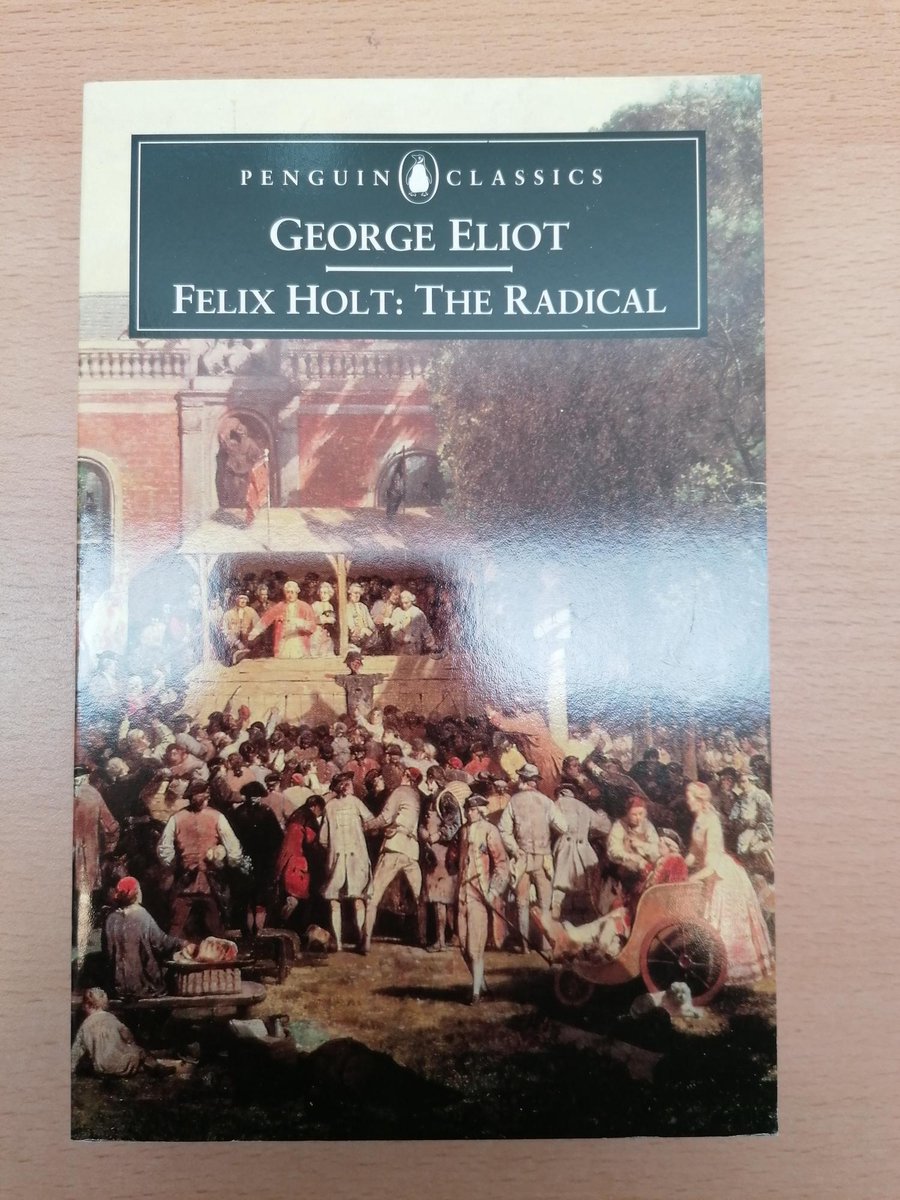 PENGUIN CLASSICS
GEORGE ELIOT
FELIX HOLT: THE RADICAL